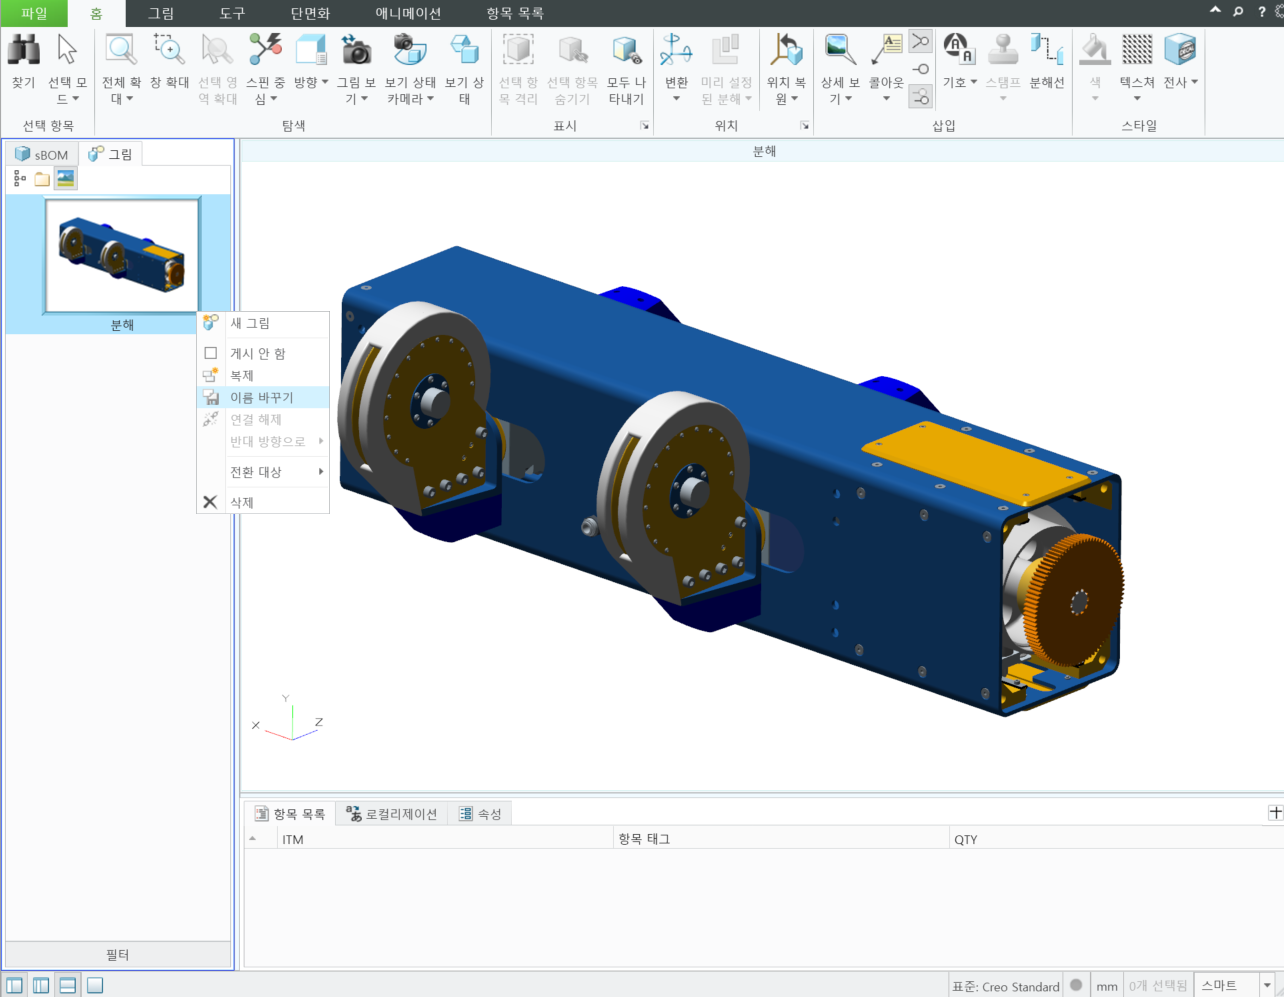 파일 홈 그림 도구 단면화 애니메이션 항목 목록
찾기
선택 모드
전체 확대
창 확대
선택 영역 확대
스핀 중심
방향
그림 보기
보기 상태 카메라
보기 상태
선택 항목 격리
선택 항목 숨기기
모두 나타내기
변환
미리 설정된 분해
위치 복원
상세 보기
콜아웃
기호
스탬프
분해선
색
텍스쳐
전사
선택 항목 탐색 표시 위치 삽입 스타일
sBOM 그림
분해
분해
새 그림
게시 안 함
복제
이름 바꾸기
연결 해제
반대 방향으로
전환 대상
삭제
Y
X
Z
항목 목록 로컬리제이션 속성
ITM 항목 태그 QTY
필터
표준: Creo Standard mm 0개 선택됨 스마트